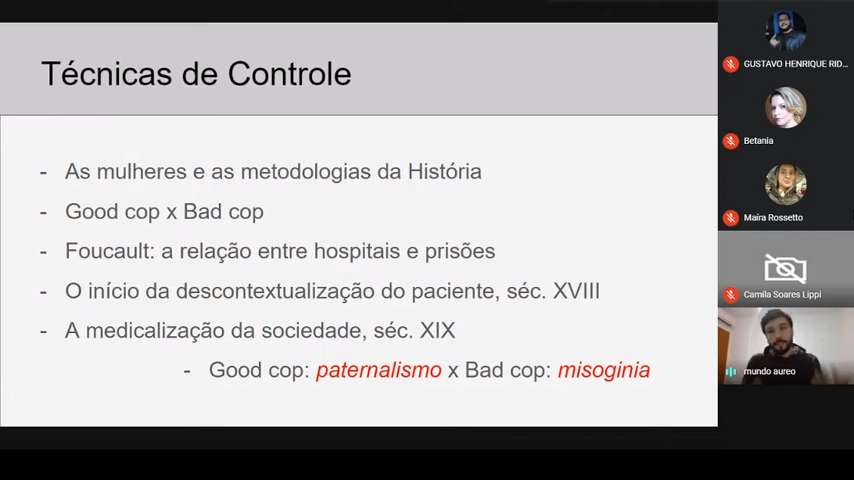 Técnicas de Controle
- As mulheres e as metodologias da História
- Good cop x Bad cop
- Foucault: a relação entre hospitais e prisões
- O início da descontextualização do paciente, séc. XVIII
- A medicalização da sociedade, séc. XIX
- Good cop: paternalismo x Bad cop: misoginia
GUSTAVO HENRIQUE RID...
Betania
Maíra Rossetto
Camila Soares Lippi
mundo aureo